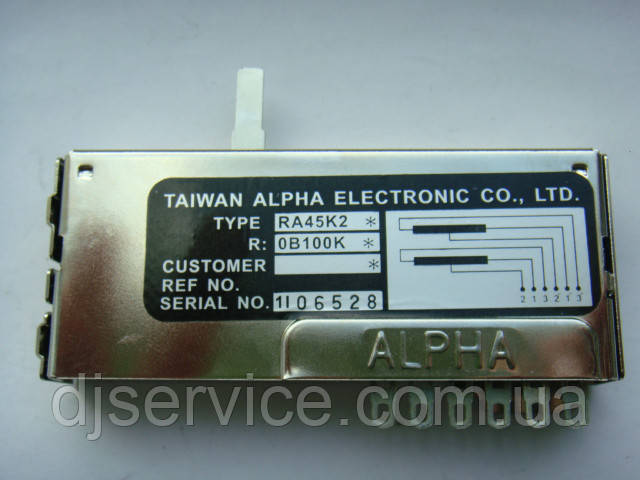 TAIWAN ALPHA ELECTRONIC CO., LTD.
TYPE RA45K2 *
R: 0B100K *
CUSTOMER *
REF NO.
SERIAL NO. 1106528
2 1 3 2 1 3
ALPHA
djservice.com.ua